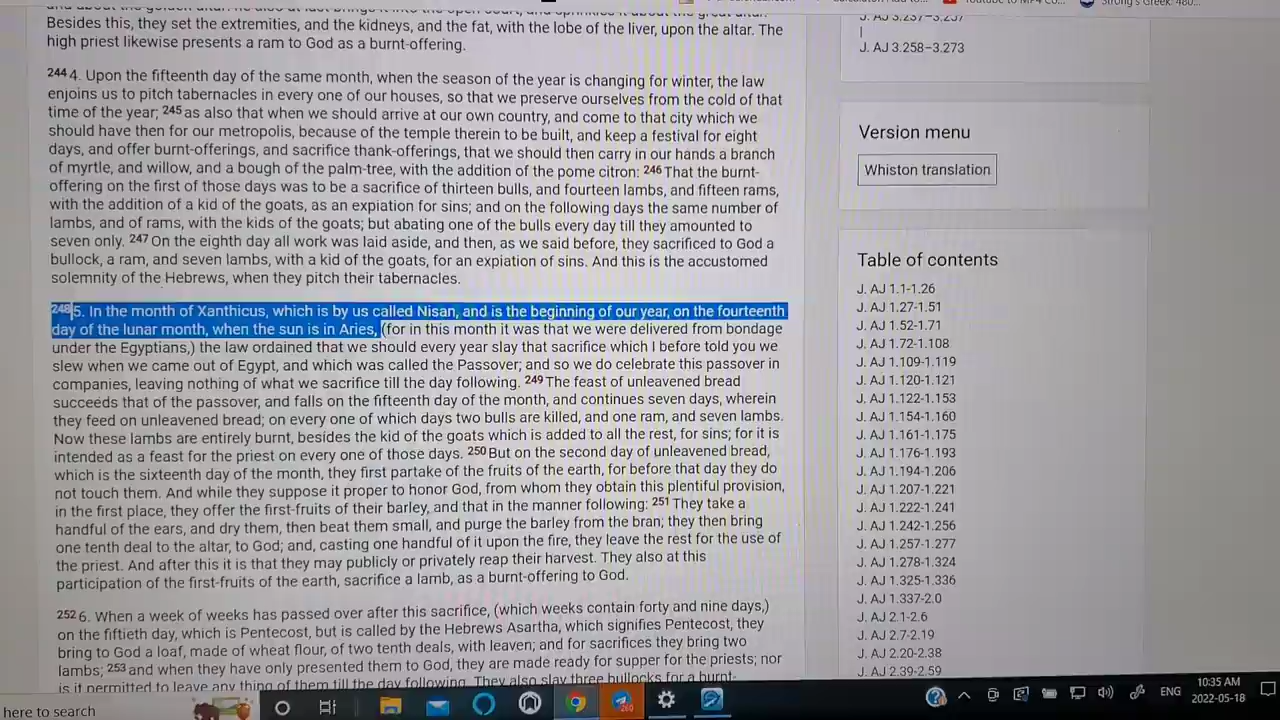 Besides this, they set the extremities, and the kidneys, and the fat, with the lobe of the liver, upon the altar. The
high priest likewise presents a ram to God as a burnt-offering.
244 4. Upon the fifteenth day of the same month, when the season of the year is changing for winter, the law
enjoins us to pitch tabernacles in every one of our houses, so that we preserve ourselves from the cold of that
time of the year; 245 as also that when we should arrive at our own country, and come to that city which we
should have then for our metropolis, because of the temple therein to be built, and keep a festival for eight
days, and offer burnt-offerings, and sacrifice thank-offerings, that we should then carry in our hands a branch
of myrtle, and willow, and a bough of the palm-tree, with the addition of the pome citron: 246 That the burnt-
offering on the first of those days was to be a sacrifice of thirteen bulls, and fourteen lambs, and fifteen rams,
with the addition of a kid of the goats, as an expiation for sins; and on the following days the same number of
lambs, and of rams, with the kids of the goats; but abating one of the bulls every day till they amounted to
seven only. 247 On the eighth day all work was laid aside, and then, as we said before, they sacrificed to God a
bullock, a ram, and seven lambs, with a kid of the goats, for an expiation of sins. And this is the accustomed
solemnity of the Hebrews, when they pitch their tabernacles.
248 5. In the month of Xanthicus, which is by us called Nisan, and is the beginning of our year, on the fourteenth
day of the lunar month, when the sun is in Aries, (for in this month it was that we were delivered from bondage
under the Egyptians,) the law ordained that we should every year slay that sacrifice which I before told you we
slew when we came out of Egypt, and which was called the Passover; and so we do celebrate this passover in
companies, leaving nothing of what we sacrifice till the day following. 249 The feast of unleavened bread
succeeds that of the passover, and falls on the fifteenth day of the month, and continues seven days, wherein
they feed on unleavened bread; on every one of which days two bulls are killed, and one ram, and seven lambs.
Now these lambs are entirely burnt, besides the kid of the goats which is added to all the rest, for sins; for it is
intended as a feast for the priest on every one of those days. 250 But on the second day of unleavened bread,
which is the sixteenth day of the month, they first partake of the fruits of the earth, for before that day they do
not touch them. And while they suppose it proper to honor God, from whom they obtain this plentiful provision,
in the first place, they offer the first-fruits of their barley, and that in the manner following: 251 They take a
handful of the ears, and dry them, then beat them small, and purge the barley from the bran; they then bring
one tenth deal to the altar, to God; and, casting one handful of it upon the fire, they leave the rest for the use of
the priest. And after this it is that they may publicly or privately reap their harvest. They also at this
participation of the first-fruits of the earth, sacrifice a lamb, as a burnt-offering to God.
252 6. When a week of weeks has passed over after this sacrifice, (which weeks contain forty and nine days,)
on the fiftieth day, which is Pentecost, but is called by the Hebrews Asartha, which signifies Pentecost, they
bring to God a loaf, made of wheat flour, of two tenth deals, with leaven; and for sacrifices they bring two
lambs; 253 and when they have only presented them to God, they are made ready for supper for the priests; nor
is it permitted to leave any thing of them till the day following. They also slay three bullocks for a burnt-
J. AJ 3.237–3.257
|
J. AJ 3.258–3.273
Version menu
Whiston translation
Table of contents
J. AJ 1.1-1.26
J. AJ 1.27-1.51
J. AJ 1.52-1.71
J. AJ 1.72-1.108
J. AJ 1.109-1.119
J. AJ 1.120-1.121
J. AJ 1.122-1.153
J. AJ 1.154-1.160
J. AJ 1.161-1.175
J. AJ 1.176-1.193
J. AJ 1.194-1.206
J. AJ 1.207-1.221
J. AJ 1.222-1.241
J. AJ 1.242-1.256
J. AJ 1.257-1.277
J. AJ 1.278-1.324
J. AJ 1.325-1.336
J. AJ 1.337-2.0
J. AJ 2.1-2.6
J. AJ 2.7-2.19
J. AJ 2.20-2.38
J. AJ 2.39-2.59
here to search
260
ENG
10:35 AM
2022-05-18